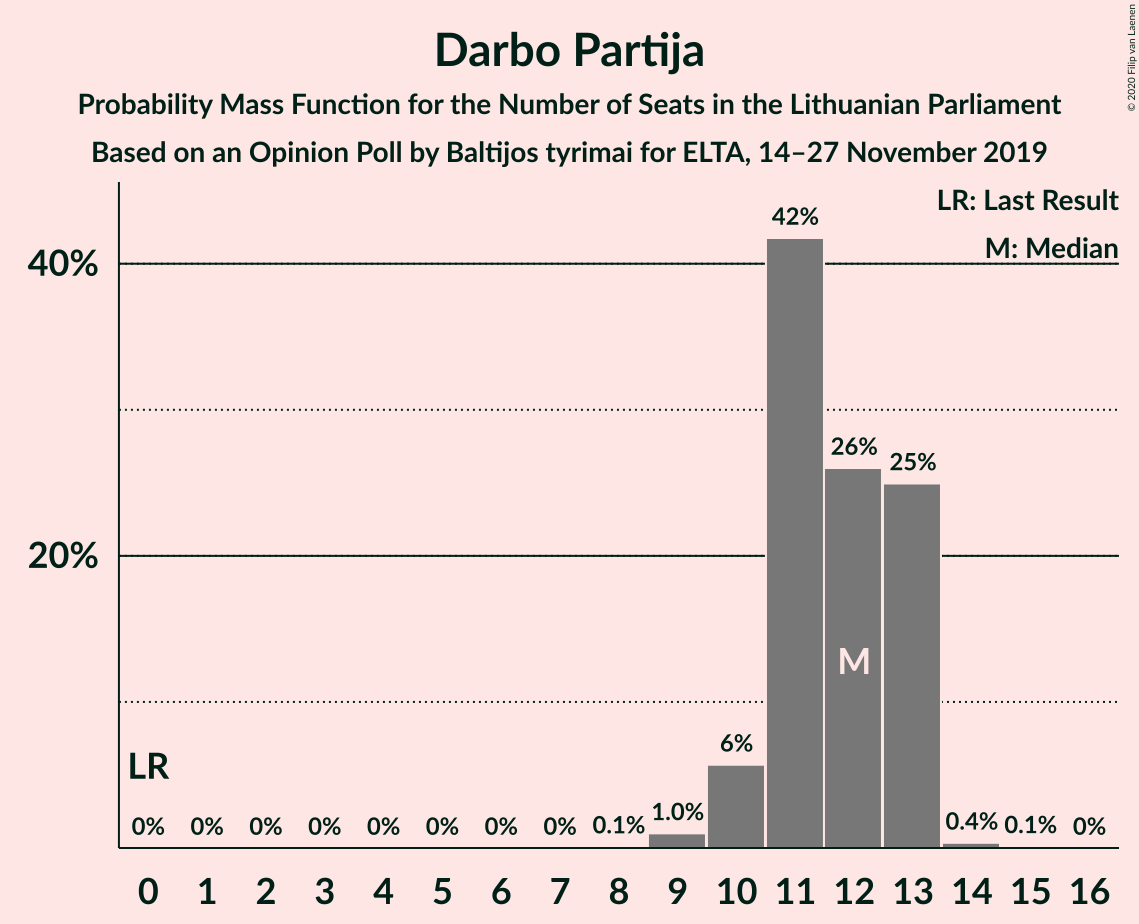 Darbo Partija
Probability Mass Function for the Number of Seats in the Lithuanian Parliament
Based on an Opinion Poll by Baltijos tyrimai for ELTA, 14–27 November 2019
© 2020 Filip van Laenen
LR: Last Result
M: Median
40%
20%
42%
26%
25%
6%
M
LR
0% 0% 0% 0% 0% 0% 0% 0% 0.1% 1.0% 0.4% 0.1% 0%
0 1 2 3 4 5 6 7 8 9 10 11 12 13 14 15 16